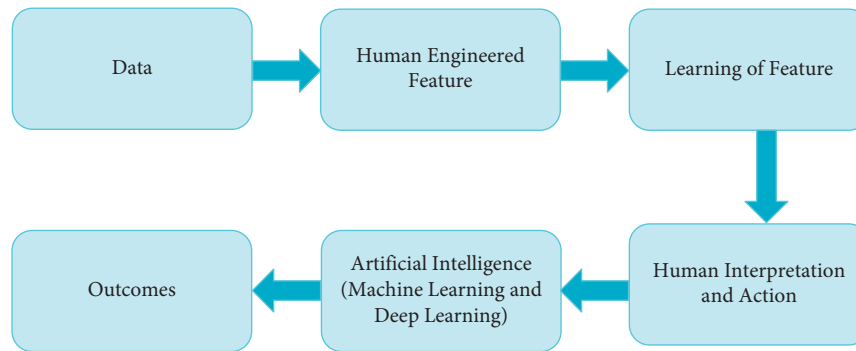 Data
Human Engineered
Feature
Learning of Feature
Human Interpretation
and Action
Artificial Intelligence
(Machine Learning and
Deep Learning)
Outcomes